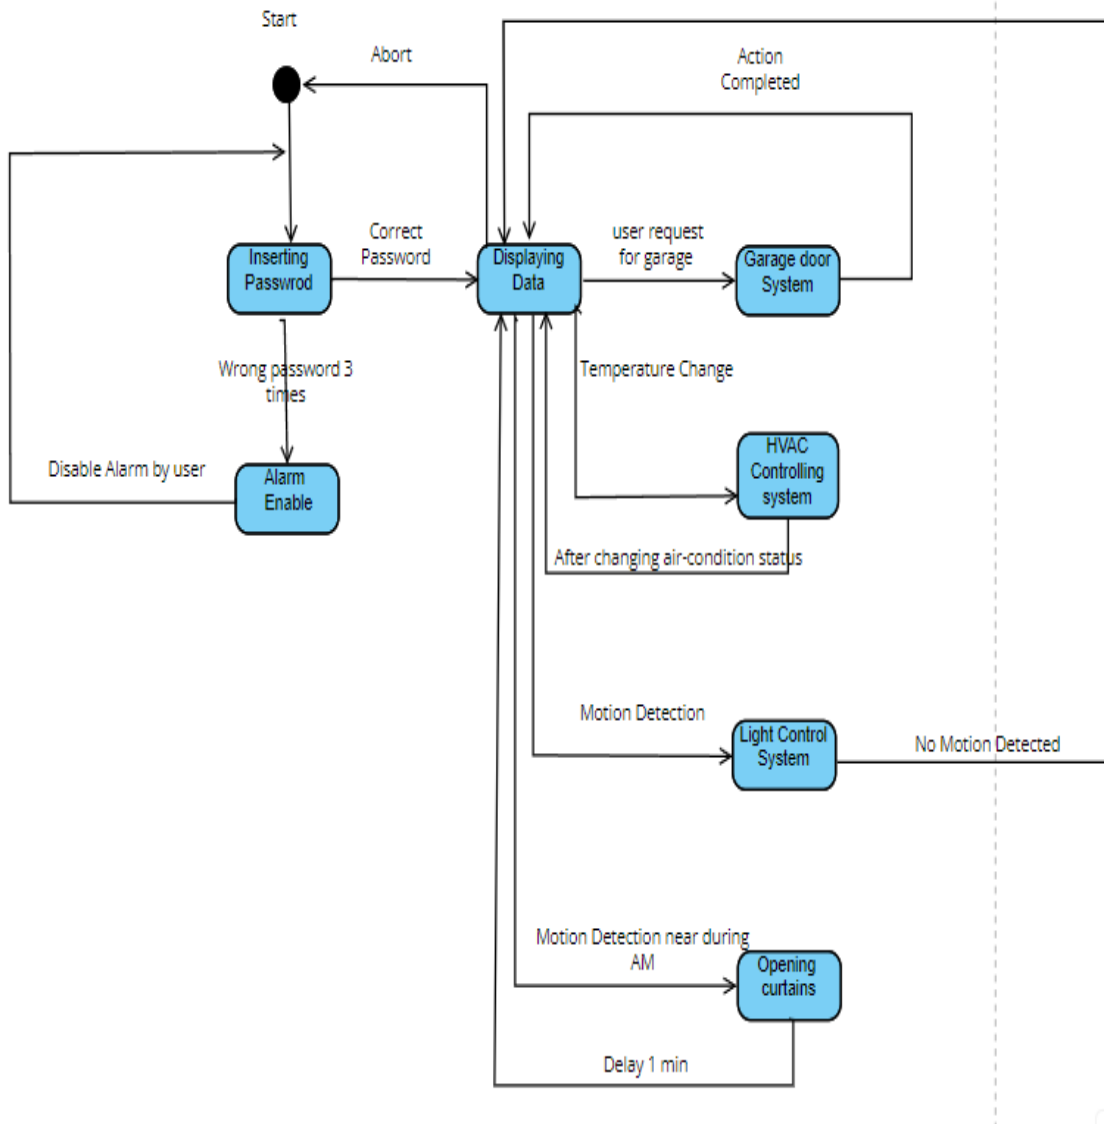 Start
Abort
Action
Completed
Correct
Password
user request
for garage
Inserting
Passwrod
Displaying
Data
Garage door
System
Wrong password 3
times
Temperature Change
Disable Alarm by user
Alarm
Enable
HVAC
Controlling
system
After changing air-condition status
Motion Detection
Light Control
System
No Motion Detected
Motion Detection near during
AM
Opening
curtains
Delay 1 min